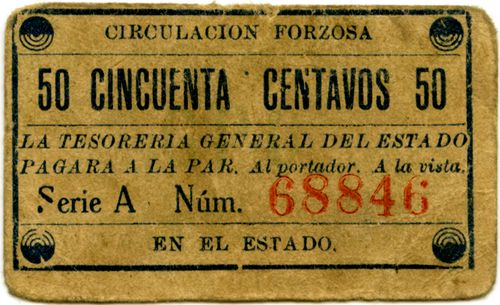 CIRCULACION FORZOSA
50 CINCUENTA CENTAVOS 50
LA TESORERIA GENERAL DEL ESTADO
PAGARA A LA PAR. Al portador. A la vista.
Serie A Núm. 68846
EN EL ESTADO.